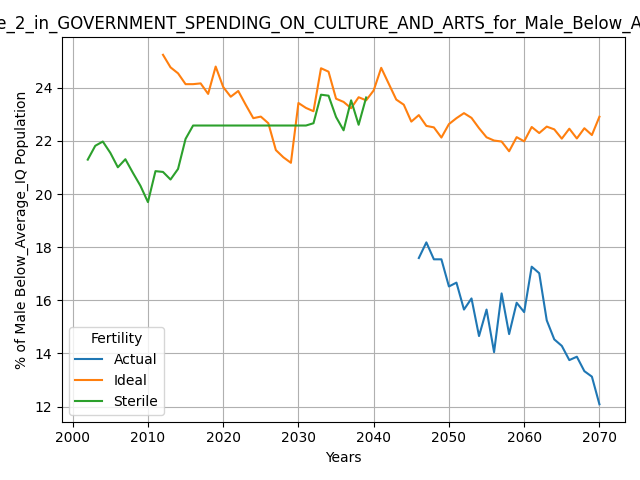 e_2_in_GOVERNMENT_SPENDING_ON_CULTURE_AND_ARTS_for_Male_Below_A
% of Male Below_Average_IQ Population
24
22
20
18
16
14
12
Fertility
Actual
Ideal
Sterile
2000 2010 2020 2030 2040 2050 2060 2070
Years